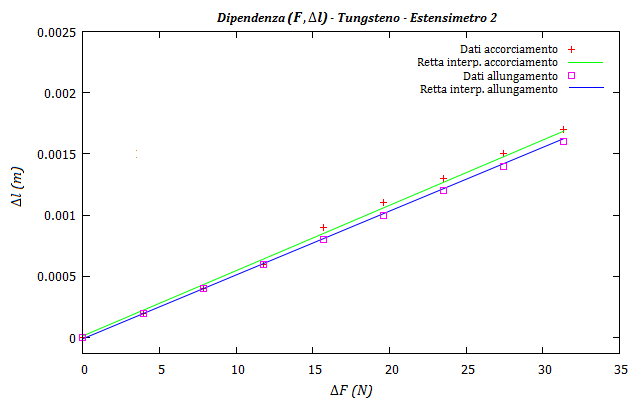 Dipendenza (F, Δl) - Tungsteno - Estensimetro 2
0.0025
0.002
0.0015
0.001
0.0005
0
Δl (m)
Dati accorciamento
Retta interp. accorciamento
Dati allungamento
Retta interp. allungamento
0 5 10 15 20 25 30 35
ΔF (N)